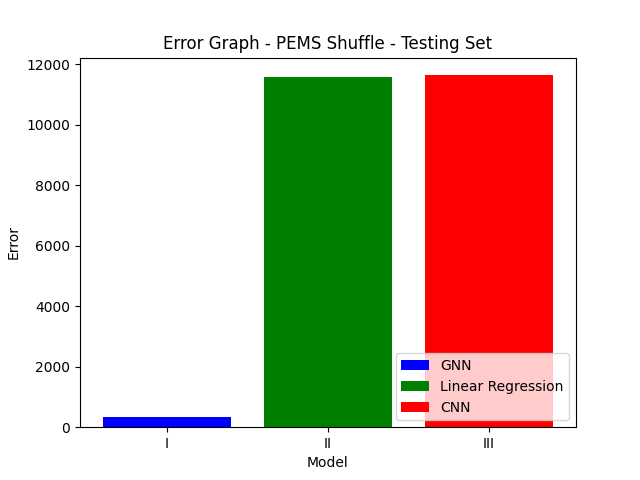 Error Graph - PEMS Shuffle - Testing Set
12000
10000
8000
6000
4000
2000
0
Error
GNN
Linear Regression
CNN
I
II
III
Model